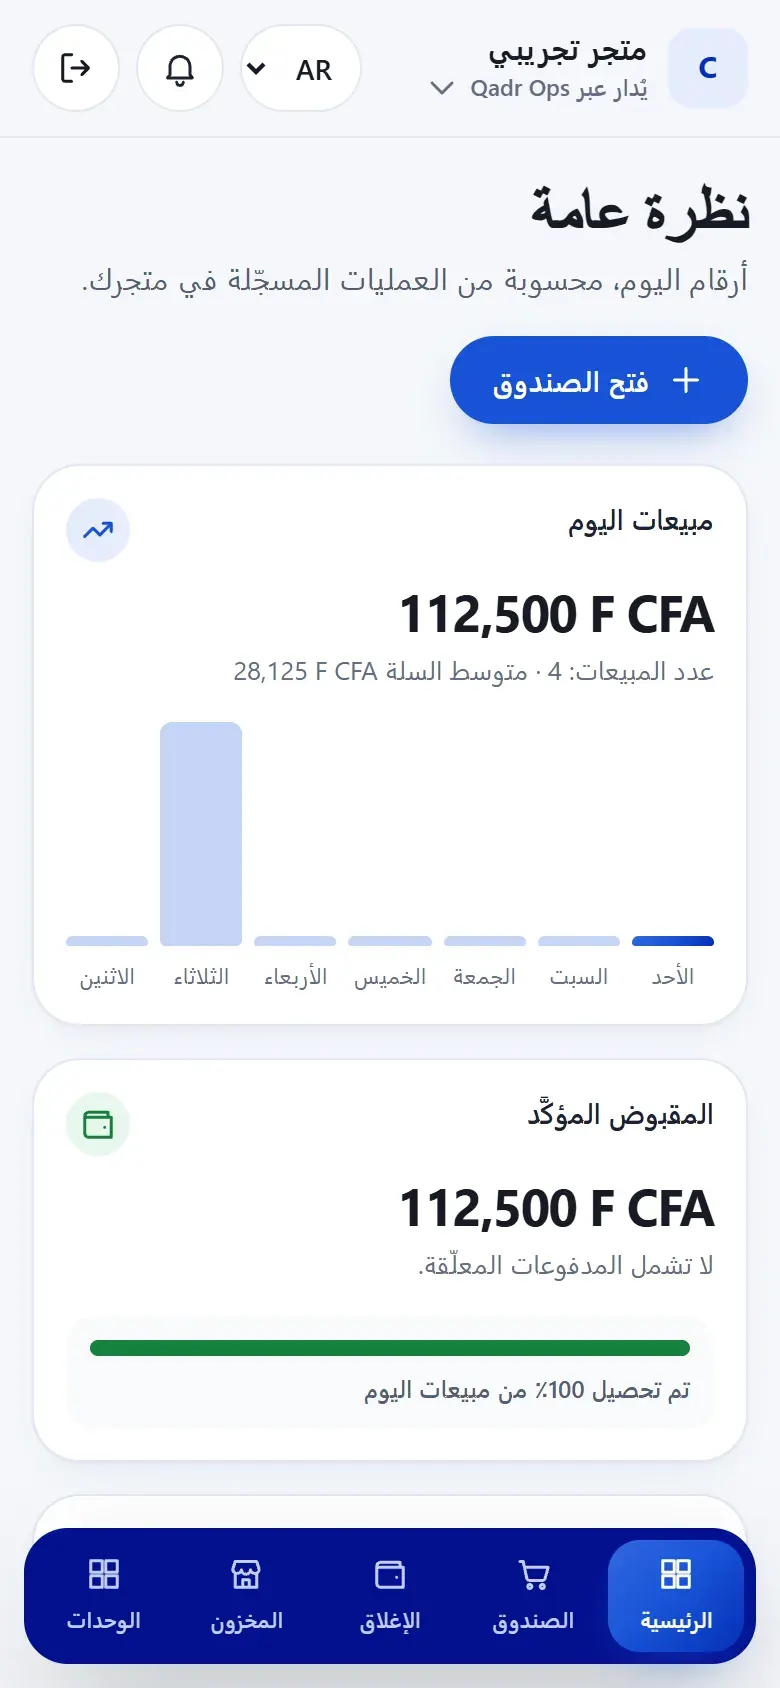 C
متجر تجريبي
يُدار عبر Qadr Ops
AR
نظرة عامة
أرقام اليوم، محسوبة من العمليات المسجّلة في متجرك.
فتح الصندوق
مبيعات اليوم
112,500 F CFA
عدد المبيعات: 4 · متوسط السلة 28,125 F CFA
الأحد السبت الجمعة الخميس الأربعاء الثلاثاء الاثنين
المقبوض المؤكَّد
112,500 F CFA
لا تشمل المدفوعات المعلّقة.
تم تحصيل 100٪ من مبيعات اليوم
الرئيسية الصندوق الإغلاق المخزون الوحدات